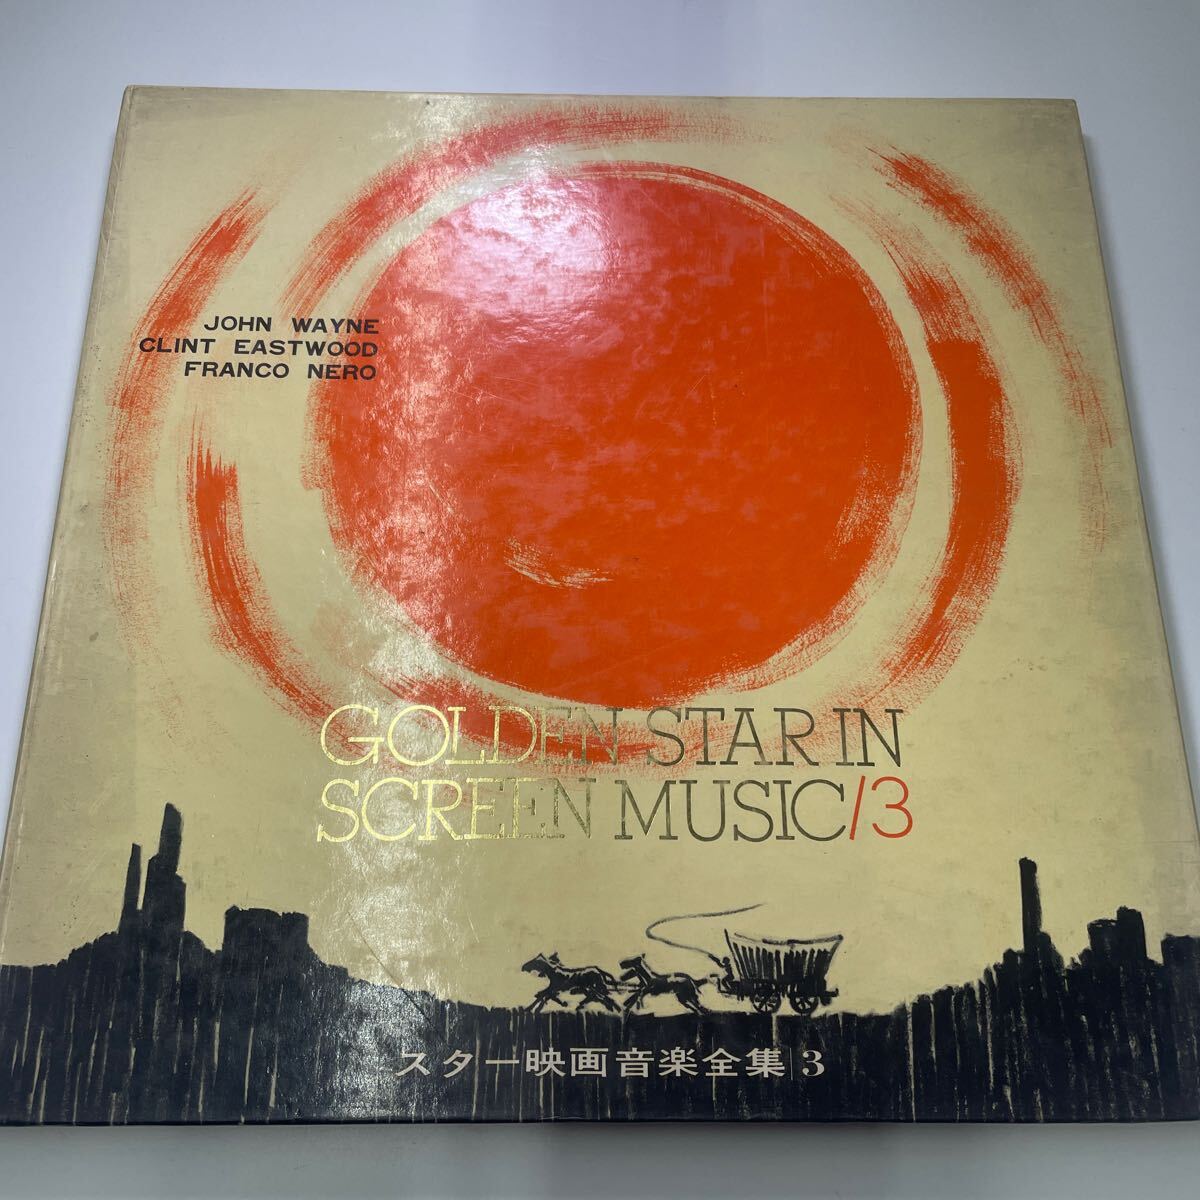 JOHN WAYNE
CLINT EASTWOOD
FRANCO NERO
GOLDEN STAR IN
SCREEN MUSIC/3
スター映画音楽全集|3